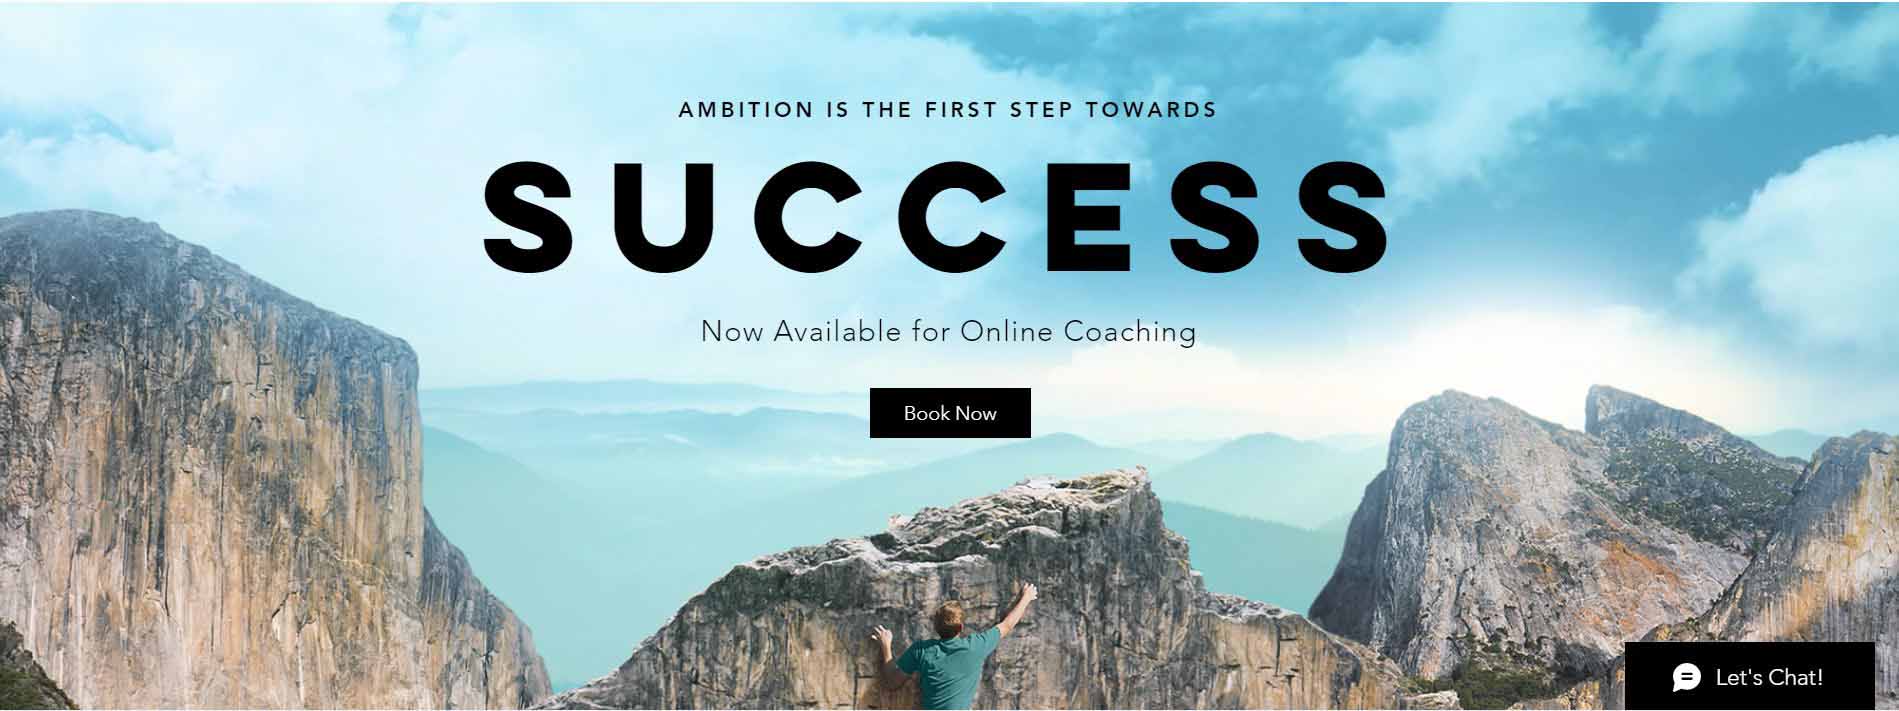 AMBITION IS THE FIRST STEP TOWARDS
SUCCESS
Now Available for Online Coaching
Book Now
Let's Chat!